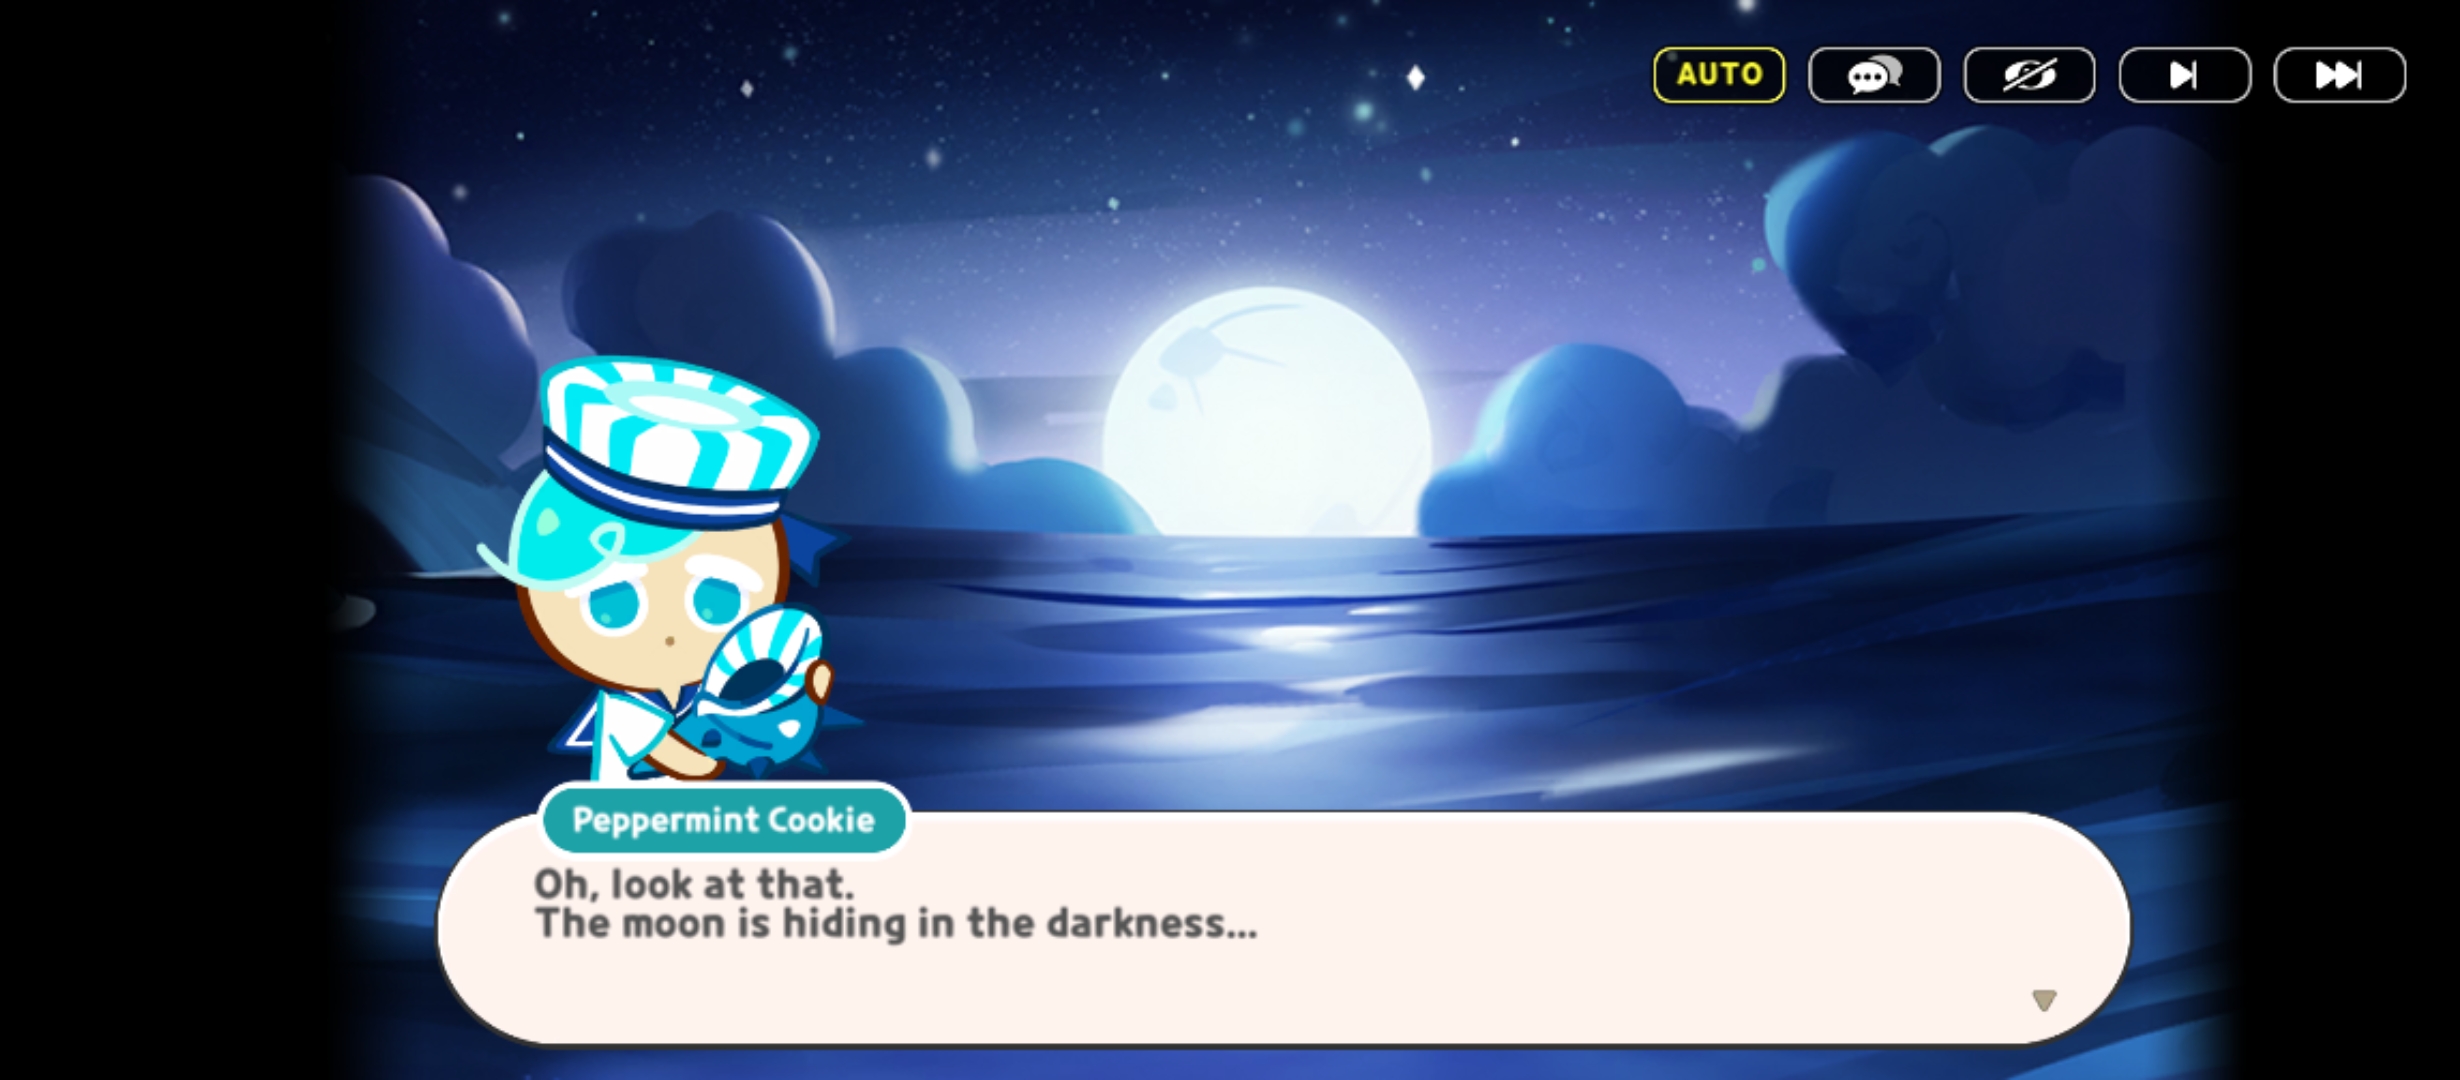 AUTO
Peppermint Cookie
Oh, look at that.
The moon is hiding in the darkness...